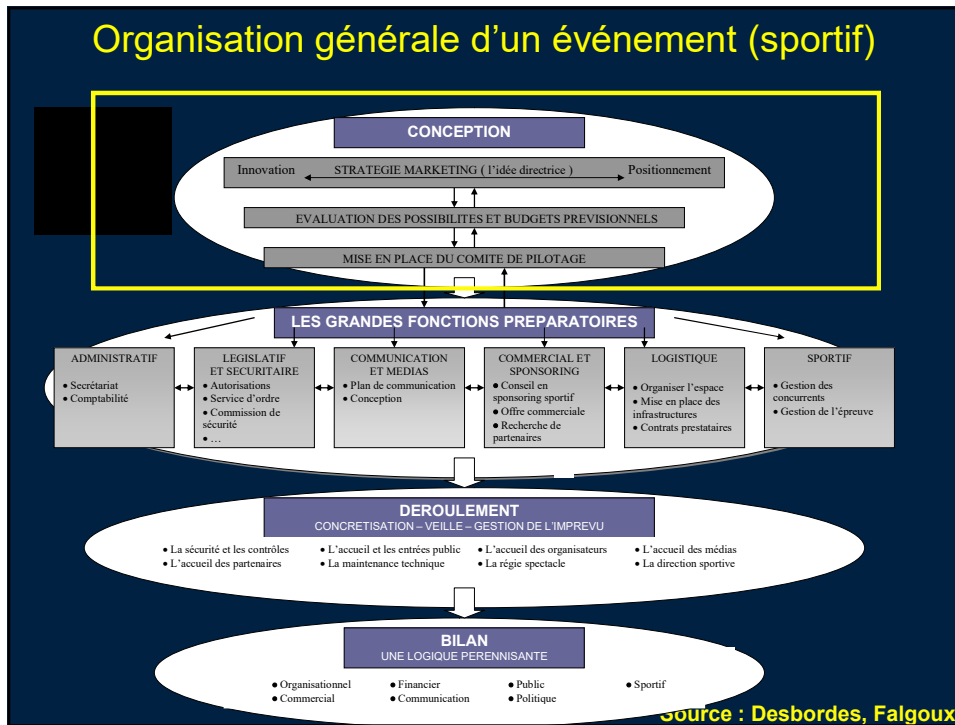 Organisation générale d'un événement (sportif)
CONCEPTION
Innovation STRATEGIE MARKETING ( l'idée directrice ) Positionnement
EVALUATION DES POSSIBILITES ET BUDGETS PREVISIONNELS
MISE EN PLACE DU COMITE DE PILOTAGE
LES GRANDES FONCTIONS PREPARATOIRES
ADMINISTRATIF
• Secrétariat
• Comptabilité
LEGISLATIF
ET SECURITAIRE
• Autorisations
• Service d'ordre
• Commission de
sécurité
• …
COMMUNICATION
ET MEDIAS
• Plan de communication
• Conception
COMMERCIAL ET
SPONSORING
• Conseil en
sponsoring sportif
• Offre commerciale
• Recherche de
partenaires
LOGISTIQUE
• Organiser l'espace
• Mise en place des
infrastructures
• Contrats prestataires
SPORTIF
• Gestion des
concurrents
• Gestion de l'épreuve
DEROULEMENT
CONCRETISATION – VEILLE – GESTION DE L'IMPREVU
• La sécurité et les contrôles • L'accueil et les entrées public • L'accueil des organisateurs • L'accueil des médias
• L'accueil des partenaires • La maintenance technique • La régie spectacle • La direction sportive
BILAN
UNE LOGIQUE PERENNISANTE
• Organisationnel • Financier • Public • Sportif
• Commercial • Communication • Politique
Source : Desbordes, Falgoux